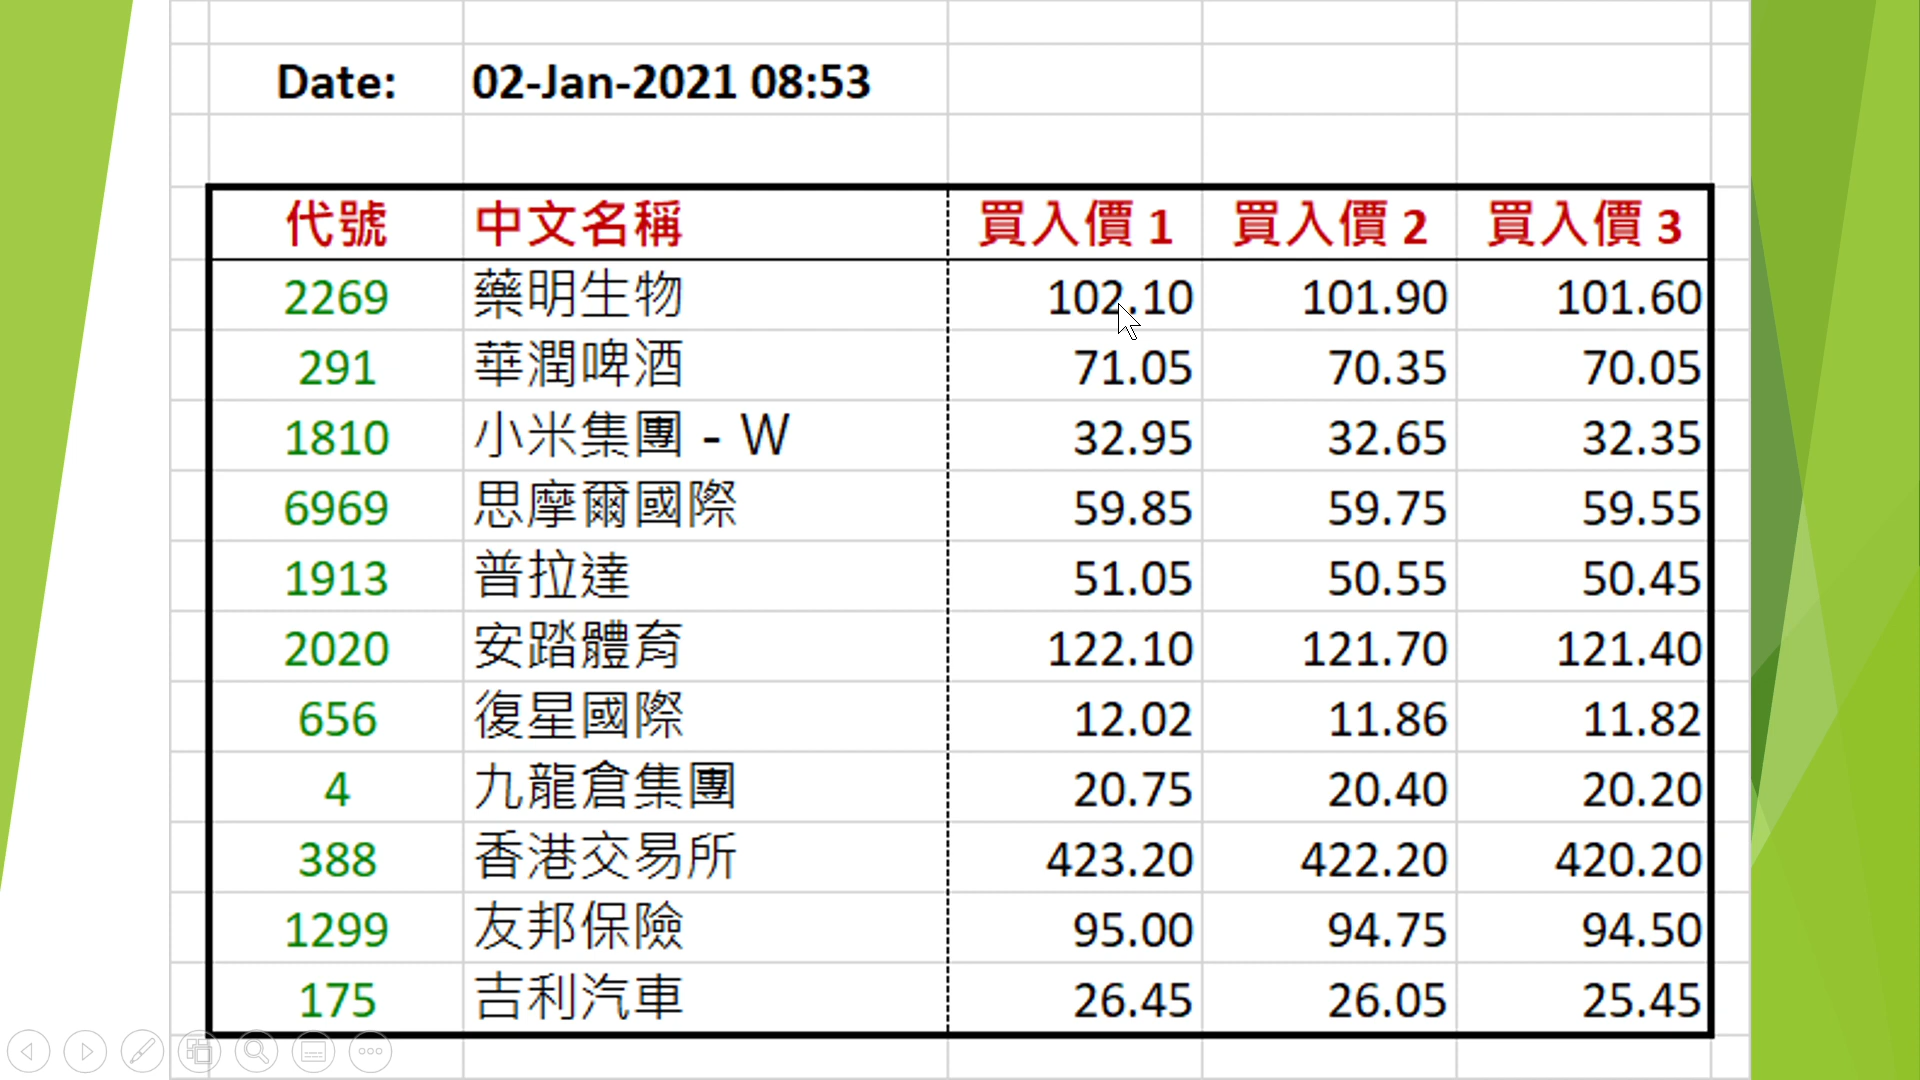 Date: 02-Jan-2021 08:53
代號 中文名稱 買入價 1 買入價 2 買入價 3
2269 藥明生物 102.10 101.90 101.60
291 華潤啤酒 71.05 70.35 70.05
1810 小米集團 - W 32.95 32.65 32.35
6969 思摩爾國際 59.85 59.75 59.55
1913 普拉達 51.05 50.55 50.45
2020 安踏體育 122.10 121.70 121.40
656 復星國際 12.02 11.86 11.82
4 九龍倉集團 20.75 20.40 20.20
388 香港交易所 423.20 422.20 420.20
1299 友邦保險 95.00 94.75 94.50
175 吉利汽車 26.45 26.05 25.45